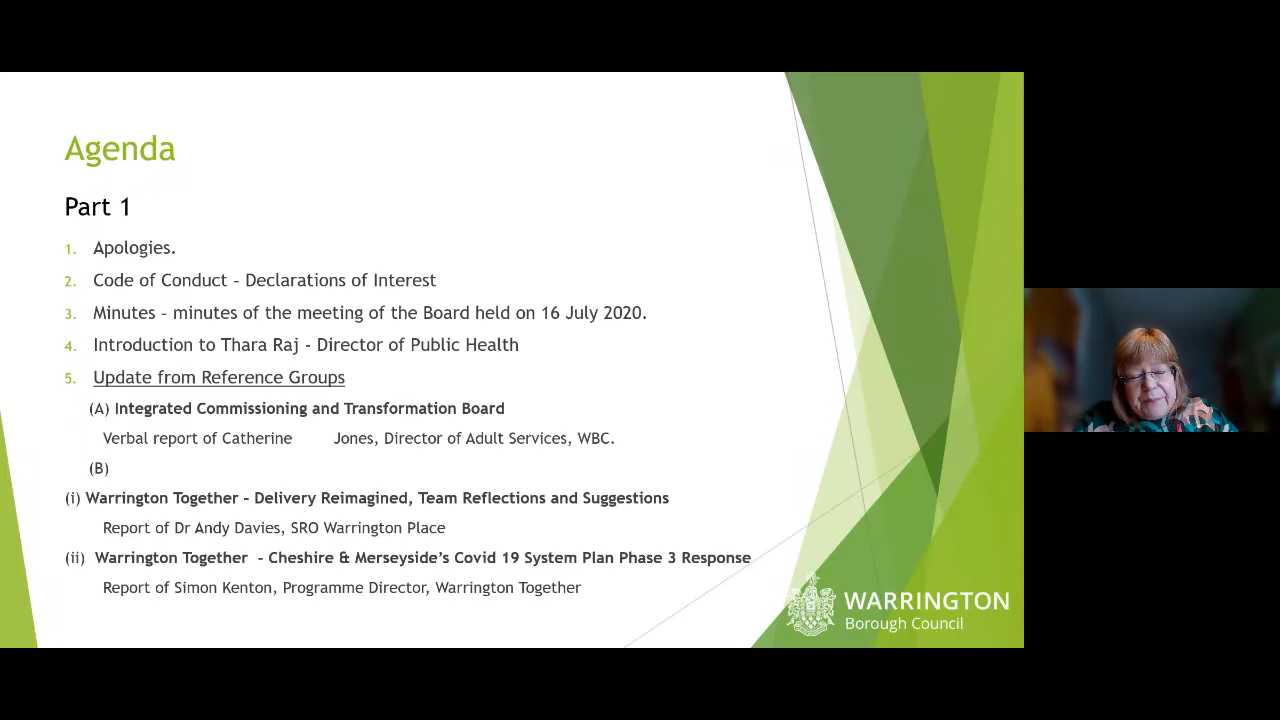 Agenda
Part 1
1. Apologies.
2. Code of Conduct – Declarations of Interest
3. Minutes – minutes of the meeting of the Board held on 16 July 2020.
4. Introduction to Thara Raj - Director of Public Health
5. Update from Reference Groups
(A) Integrated Commissioning and Transformation Board
Verbal report of Catherine Jones, Director of Adult Services, WBC.
(B)
(i) Warrington Together – Delivery Reimagined, Team Reflections and Suggestions
Report of Dr Andy Davies, SRO Warrington Place
(ii) Warrington Together – Cheshire & Merseyside’s Covid 19 System Plan Phase 3 Response
Report of Simon Kenton, Programme Director, Warrington Together
WARRINGTON
Borough Council